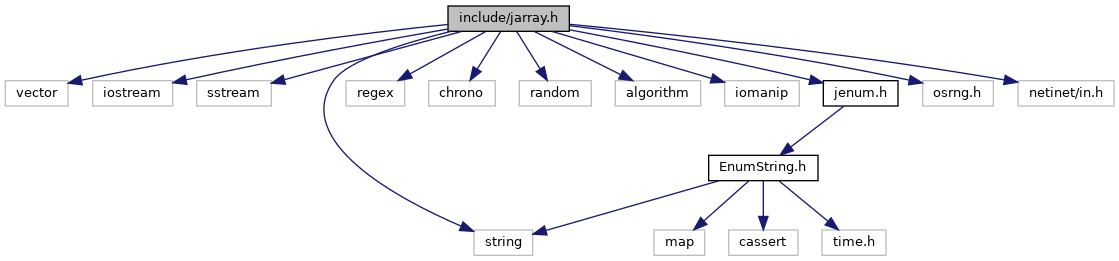 include/jarray.h
vector
iostream
sstream
regex
chrono
random
algorithm
iomanip
jenum.h
osrng.h
netinet/in.h
EnumString.h
string
map
cassert
time.h